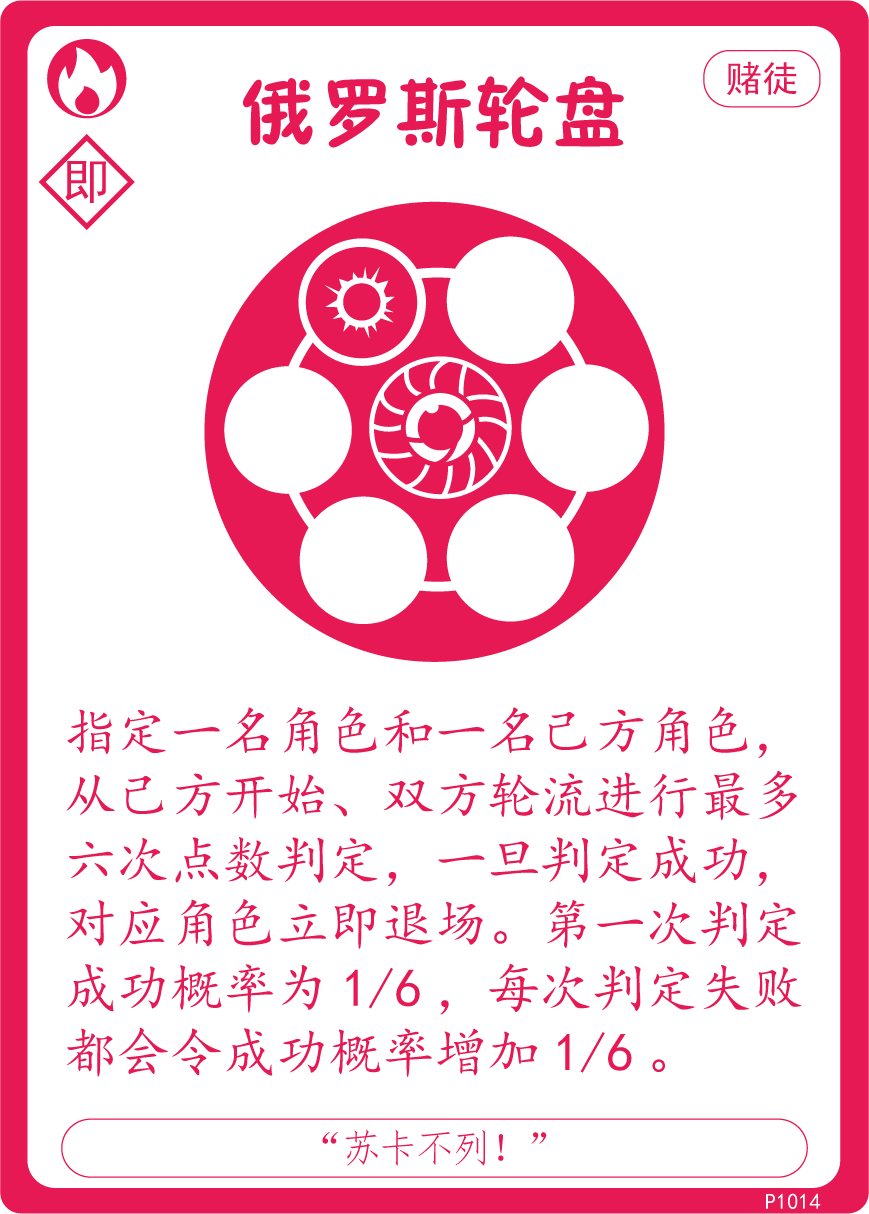 俄罗斯轮盘
赌徒
即
指定一名角色和一名己方角色，
从己方开始、双方轮流进行最多
六次点数判定，一旦判定成功，
对应角色立即退场。第一次判定
成功概率为 1/6 ，每次判定失败
都会令成功概率增加 1/6 。
“苏卡不列！”
P1014